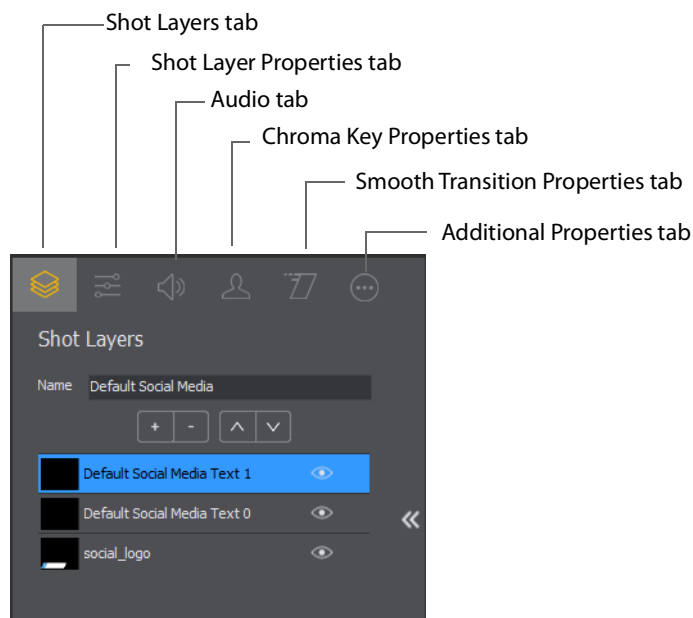 Shot Layers tab
Shot Layer Properties tab
Audio tab
Chroma Key Properties tab
Smooth Transition Properties tab
Additional Properties tab
Shot Layers
Name Default Social Media
+ -
Default Social Media Text 1
Default Social Media Text 0
social_logo